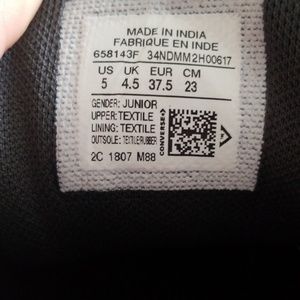 MADE IN INDIA
FABRIQUE EN INDE
658143F 34NDMM2H00617
US UK EUR CM
5 4.5 37.5 23
GENDER: JUNIOR
UPPER: TEXTILE
LINING: TEXTILE
OUTSOLE: TEXTILE/RUBBER
2C 1807 M88
CONVERSE